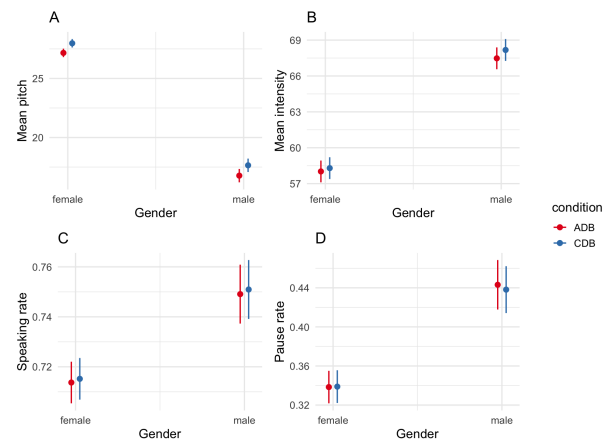 A
Mean pitch
25
20
female
male
Gender
B
Mean intensity
69
66
63
60
57
female
male
Gender
condition
ADB
CDB
C
Speaking rate
0.76
0.74
0.72
female
male
Gender
D
Pause rate
0.44
0.40
0.36
0.32
female
male
Gender